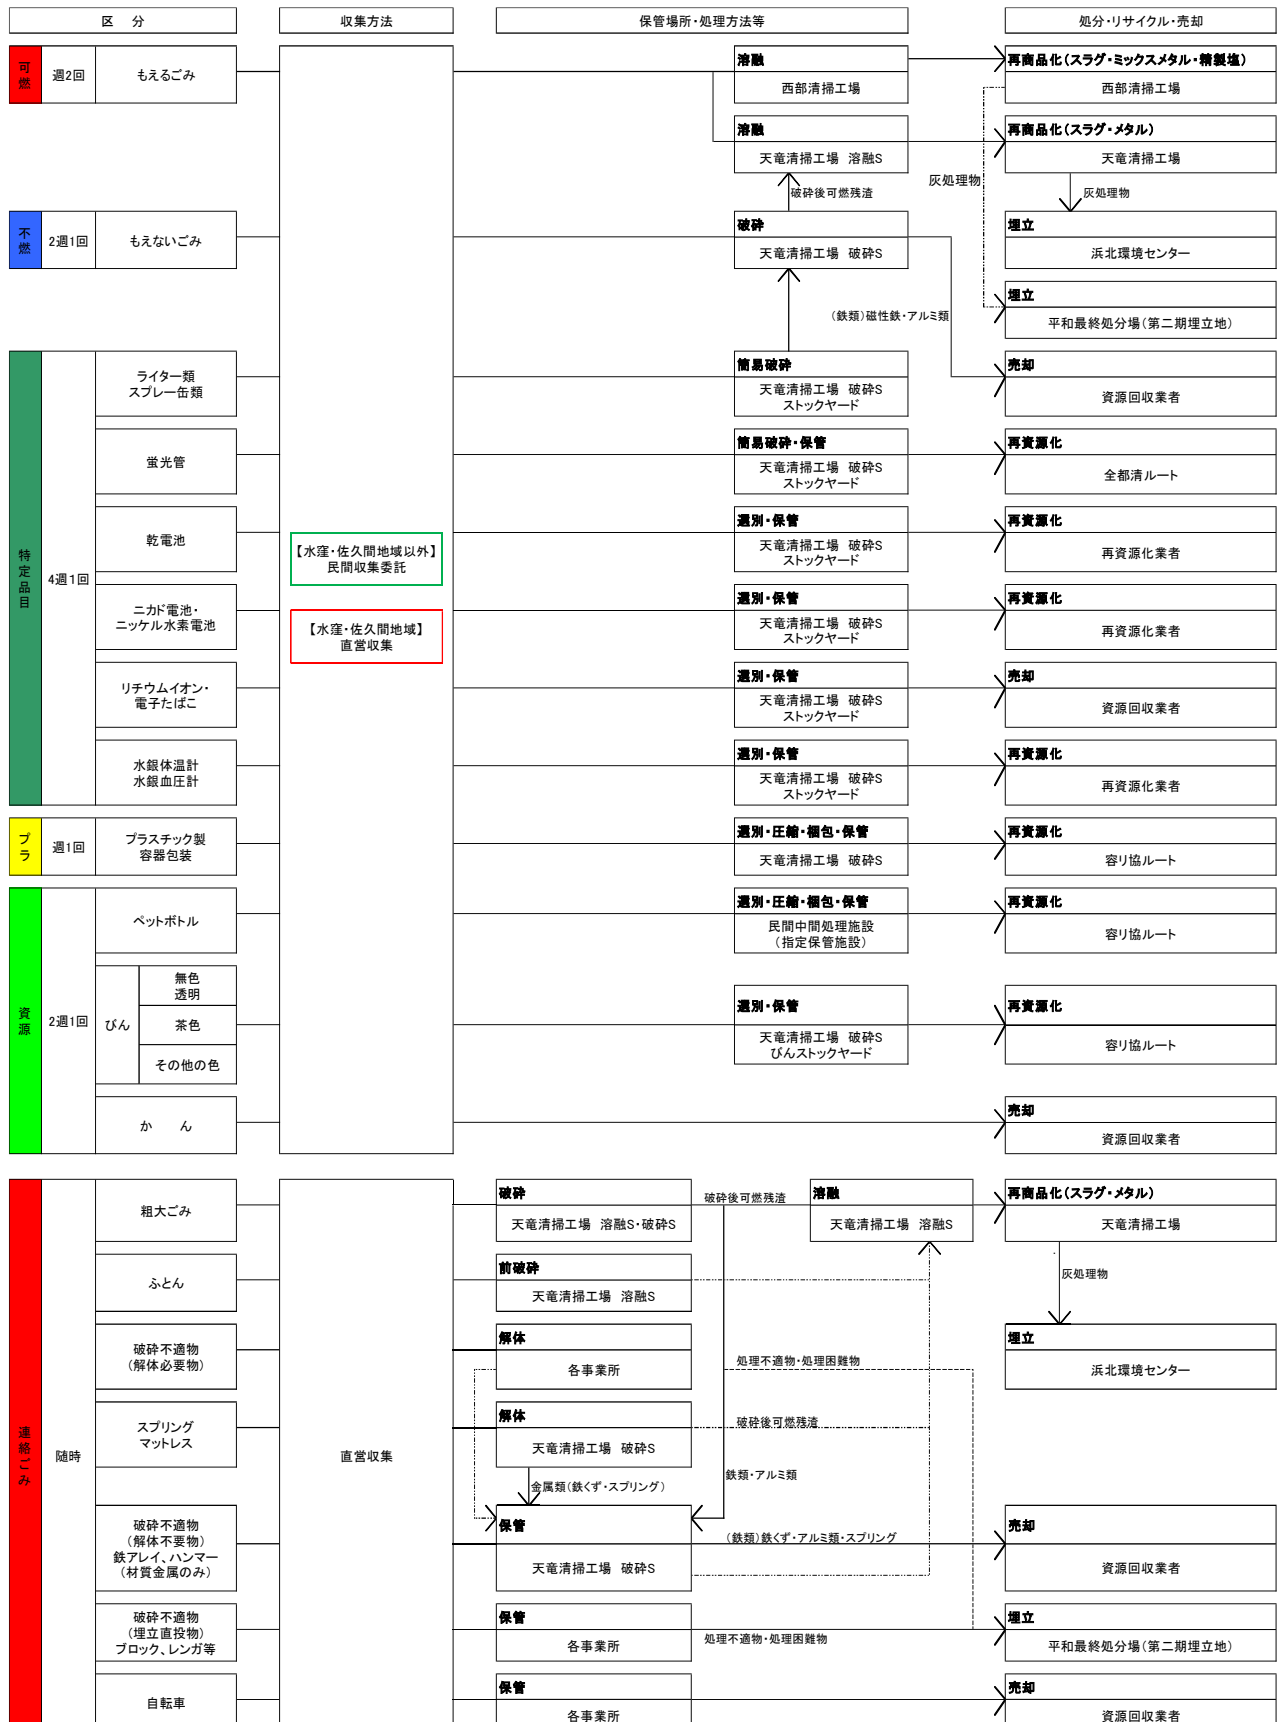 区　分
収集方法
保管場所・処理方法等
処分・リサイクル・売却
可燃
週2回
もえるごみ
溶融
西部清掃工場
再商品化（スラグ・ミックスメタル・精製塩）
西部清掃工場
溶融
天竜清掃工場 溶融S
再商品化（スラグ・メタル）
天竜清掃工場
灰処理物
破砕後可燃残渣
灰処理物
不燃
2週1回
もえないごみ
破砕
天竜清掃工場 破砕S
埋立
浜北環境センター
埋立
平和最終処分場（第二期埋立地）
（鉄類）磁性鉄・アルミ類
特定品目
4週1回
ライター類
スプレー缶類
簡易破砕
天竜清掃工場 破砕S
ストックヤード
売却
資源回収業者
蛍光管
簡易破砕・保管
天竜清掃工場 破砕S
ストックヤード
再資源化
全都清ルート
乾電池
【水窪・佐久間地域以外】
民間収集委託
選別・保管
天竜清掃工場 破砕S
ストックヤード
再資源化
再資源化業者
ニカド電池・
ニッケル水素電池
【水窪・佐久間地域】
直営収集
選別・保管
天竜清掃工場 破砕S
ストックヤード
再資源化
再資源化業者
リチウムイオン・
電子たばこ
選別・保管
天竜清掃工場 破砕S
ストックヤード
売却
資源回収業者
水銀体温計
水銀血圧計
選別・保管
天竜清掃工場 破砕S
ストックヤード
再資源化
再資源化業者
プラ
週1回
プラスチック製
容器包装
選別・圧縮・梱包・保管
天竜清掃工場 破砕S
再資源化
容リ協ルート
資源
2週1回
ペットボトル
選別・圧縮・梱包・保管
民間中間処理施設
（指定保管施設）
再資源化
容リ協ルート
びん
無色
透明
茶色
その他の色
選別・保管
天竜清掃工場 破砕S
びんストックヤード
再資源化
容リ協ルート
か　ん
売却
資源回収業者
連絡ごみ
随時
直営収集
粗大ごみ
破砕
天竜清掃工場 溶融S・破砕S
破砕後可燃残渣
溶融
天竜清掃工場 溶融S
再商品化（スラグ・メタル）
天竜清掃工場
灰処理物
ふとん
前破砕
天竜清掃工場 溶融S
破砕不適物
（解体必要物）
解体
各事業所
処理不適物・処理困難物
埋立
浜北環境センター
スプリング
マットレス
解体
天竜清掃工場 破砕S
破砕後可燃残渣
鉄類・アルミ類
金属類（鉄くず・スプリング）
破砕不適物
（解体不要物）
鉄アレイ、ハンマー
（材質金属のみ）
保管
天竜清掃工場 破砕S
（鉄類）鉄くず・アルミ類・スプリング
売却
資源回収業者
破砕不適物
（埋立直投物）
ブロック、レンガ等
保管
各事業所
処理不適物・処理困難物
埋立
平和最終処分場（第二期埋立地）
自転車
保管
各事業所
売却
資源回収業者